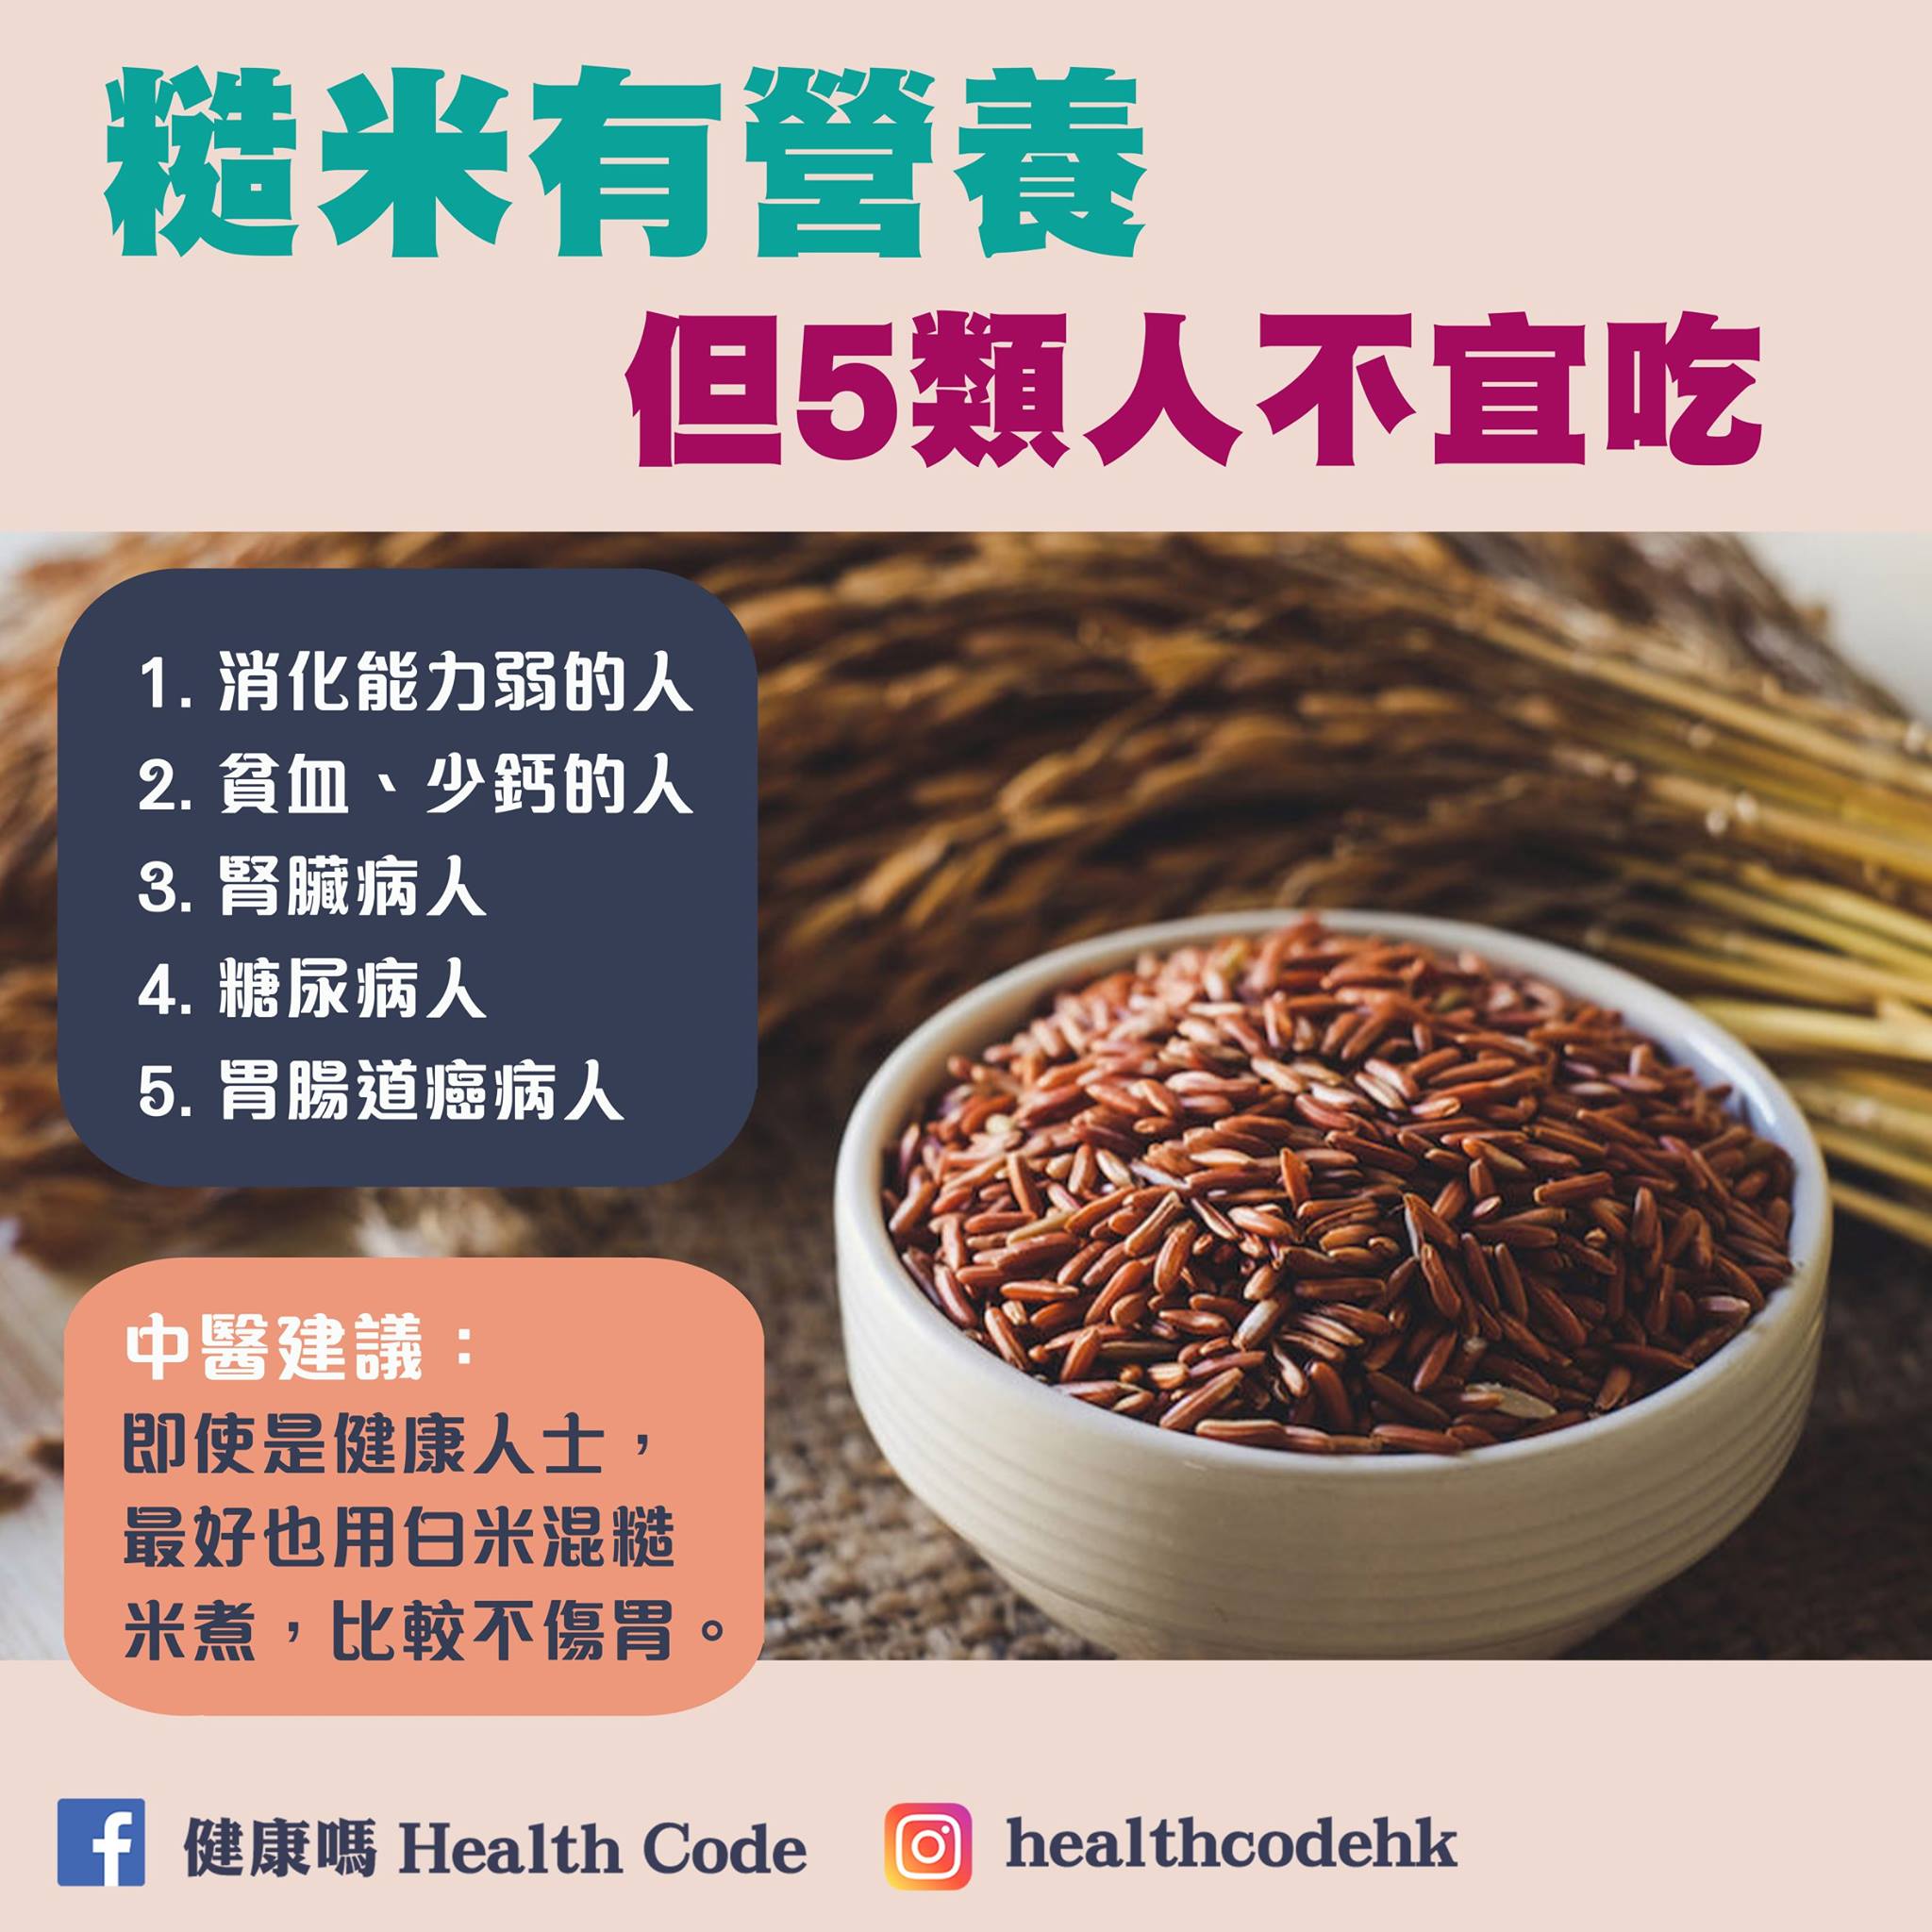 糙米有營養
但5類人不宜吃
1. 消化能力弱的人
2. 貧血、少鈣的人
3. 腎臟病人
4. 糖尿病人
5. 胃腸道癌病人
中醫建議：
即使是健康人士，
最好也用白米混糙
米煮，比較不傷胃。
健康嗎 Health Code
healthcodehk